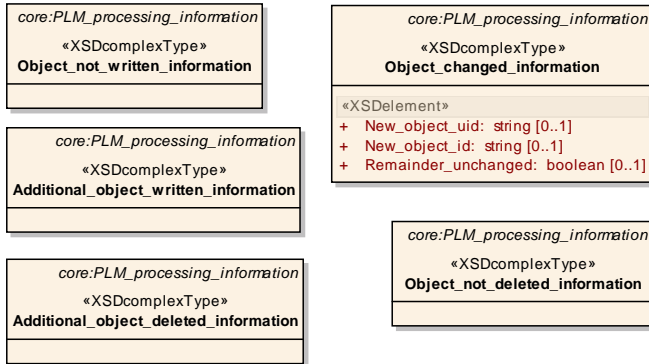 core:PLM_processing_information
«XSDcomplexType»
Object_not_written_information
core:PLM_processing_information
«XSDcomplexType»
Additional_object_written_information
core:PLM_processing_information
«XSDcomplexType»
Additional_object_deleted_information
core:PLM_processing_information
«XSDcomplexType»
Object_changed_information
«XSDelement»
+ New_object_uid: string [0..1]
+ New_object_id: string [0..1]
+ Remainder_unchanged: boolean [0..1]
core:PLM_processing_information
«XSDcomplexType»
Object_not_deleted_information